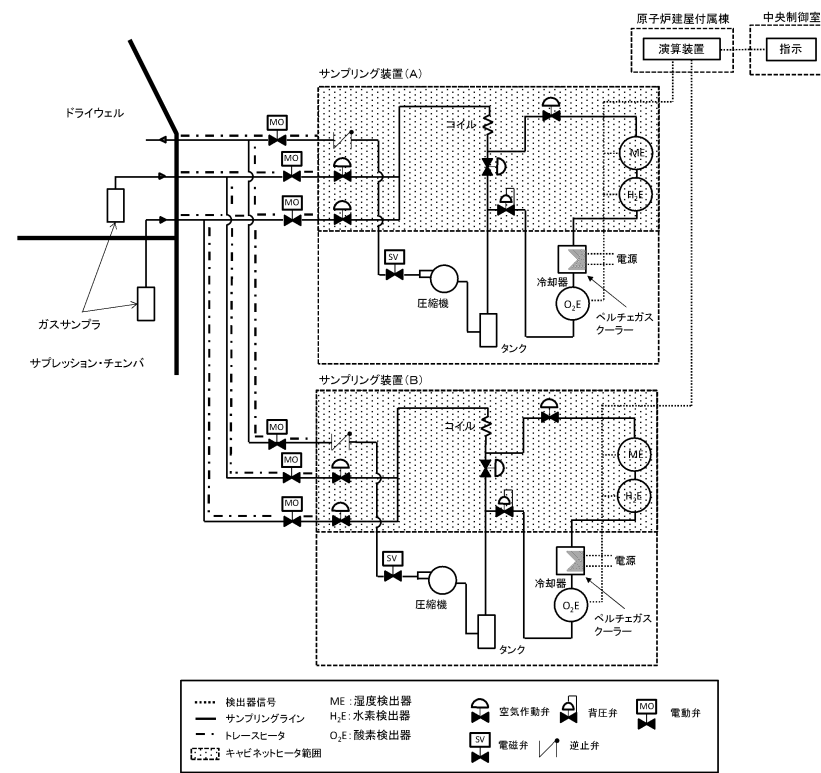 原子炉建屋付属棟
中央制御室
演算装置
指示
サンプリング装置(A)
ドライウェル
MO
コイル
MO
ME
MO
H₂E
SV
電源
圧縮機
冷却器
O₂E
ペルチェガス
クーラー
ガスサンプラ
タンク
サプレッション・チェンバ
サンプリング装置(B)
MO
コイル
MO
ME
MO
H₂E
SV
電源
圧縮機
冷却器
O₂E
ペルチェガス
クーラー
タンク
検出器信号
サンプリングライン
トレースヒータ
キャビネットヒータ範囲
ME:湿度検出器
H₂E:水素検出器
O₂E:酸素検出器
空気作動弁
背圧弁
MO
電動弁
SV
電磁弁
逆止弁